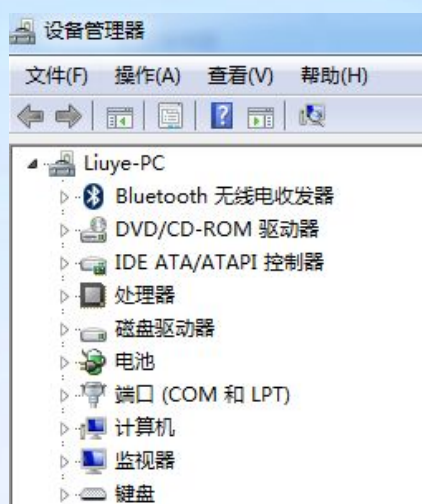 设备管理器
文件(F) 操作(A) 查看(V) 帮助(H)
Liuye-PC
Bluetooth 无线电收发器
DVD/CD-ROM 驱动器
IDE ATA/ATAPI 控制器
处理器
磁盘驱动器
电池
端口 (COM 和 LPT)
计算机
监视器
键盘